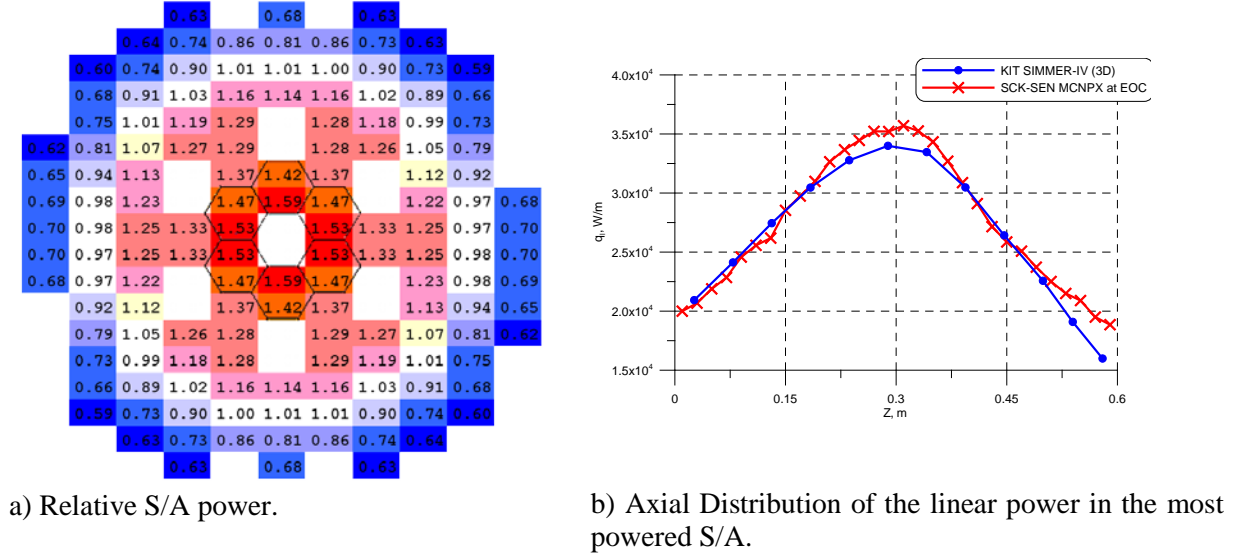 0.63 0.68 0.63
0.64 0.74 0.86 0.81 0.86 0.73 0.63
0.60 0.74 0.90 1.01 1.01 1.00 0.90 0.73 0.59
0.68 0.91 1.03 1.16 1.14 1.16 1.02 0.89 0.66
0.75 1.01 1.19 1.29 1.28 1.18 0.99 0.73
0.62 0.81 1.07 1.27 1.29 1.28 1.26 1.05 0.79
0.65 0.94 1.13 1.37 1.42 1.37 1.12 0.92
0.69 0.98 1.23 1.47 1.59 1.47 1.22 0.97 0.68
0.70 0.98 1.25 1.33 1.53 1.53 1.33 1.25 0.97 0.70
0.70 0.97 1.25 1.33 1.53 1.53 1.33 1.25 0.98 0.70
0.68 0.97 1.22 1.47 1.59 1.47 1.23 0.98 0.69
0.92 1.12 1.37 1.42 1.37 1.13 0.94 0.65
0.79 1.05 1.26 1.28 1.29 1.27 1.07 0.81 0.62
0.73 0.99 1.18 1.28 1.29 1.19 1.01 0.75
0.66 0.89 1.02 1.16 1.14 1.16 1.03 0.91 0.68
0.59 0.73 0.90 1.00 1.01 1.01 0.90 0.74 0.60
0.63 0.73 0.86 0.81 0.86 0.74 0.64
0.63 0.68 0.63
a) Relative S/A power.
KIT SIMMER-IV (3D)
SCK-SEN MCNPX at EOC
4.0x10⁴
3.5x10⁴
3.0x10⁴
2.5x10⁴
2.0x10⁴
1.5x10⁴
qₗ, W/m
0 0.15 0.3 0.45 0.6
Z, m
b) Axial Distribution of the linear power in the most
powered S/A.